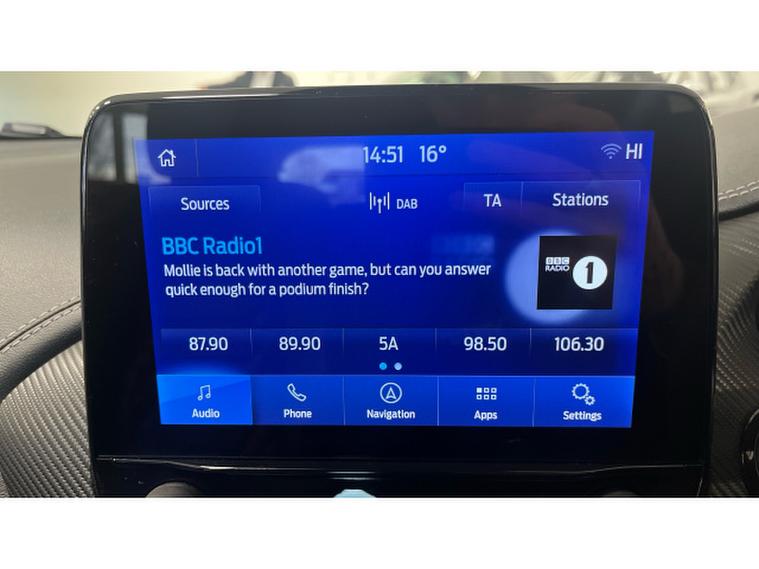 14:51 16° HI
Sources DAB TA Stations
BBC Radio1
Mollie is back with another game, but can you answer
quick enough for a podium finish?
BBC
RADIO 1
87.90 89.90 5A 98.50 106.30
Audio Phone Navigation Apps Settings